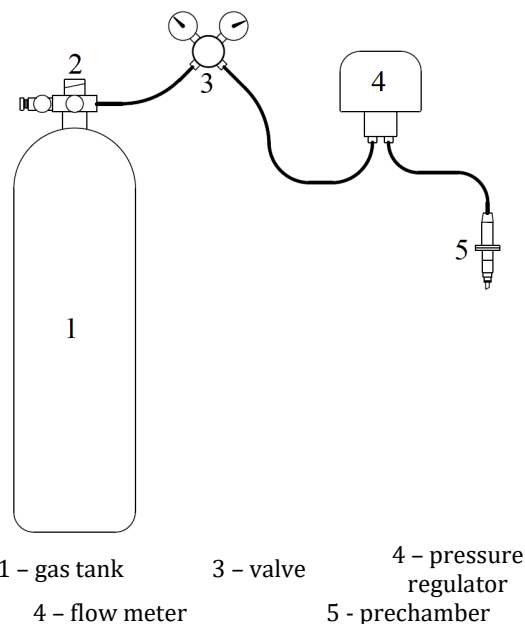 2
3
4
5
1
1 – gas tank 3 – valve 4 – pressure
regulator
4 – flow meter 5 - prechamber